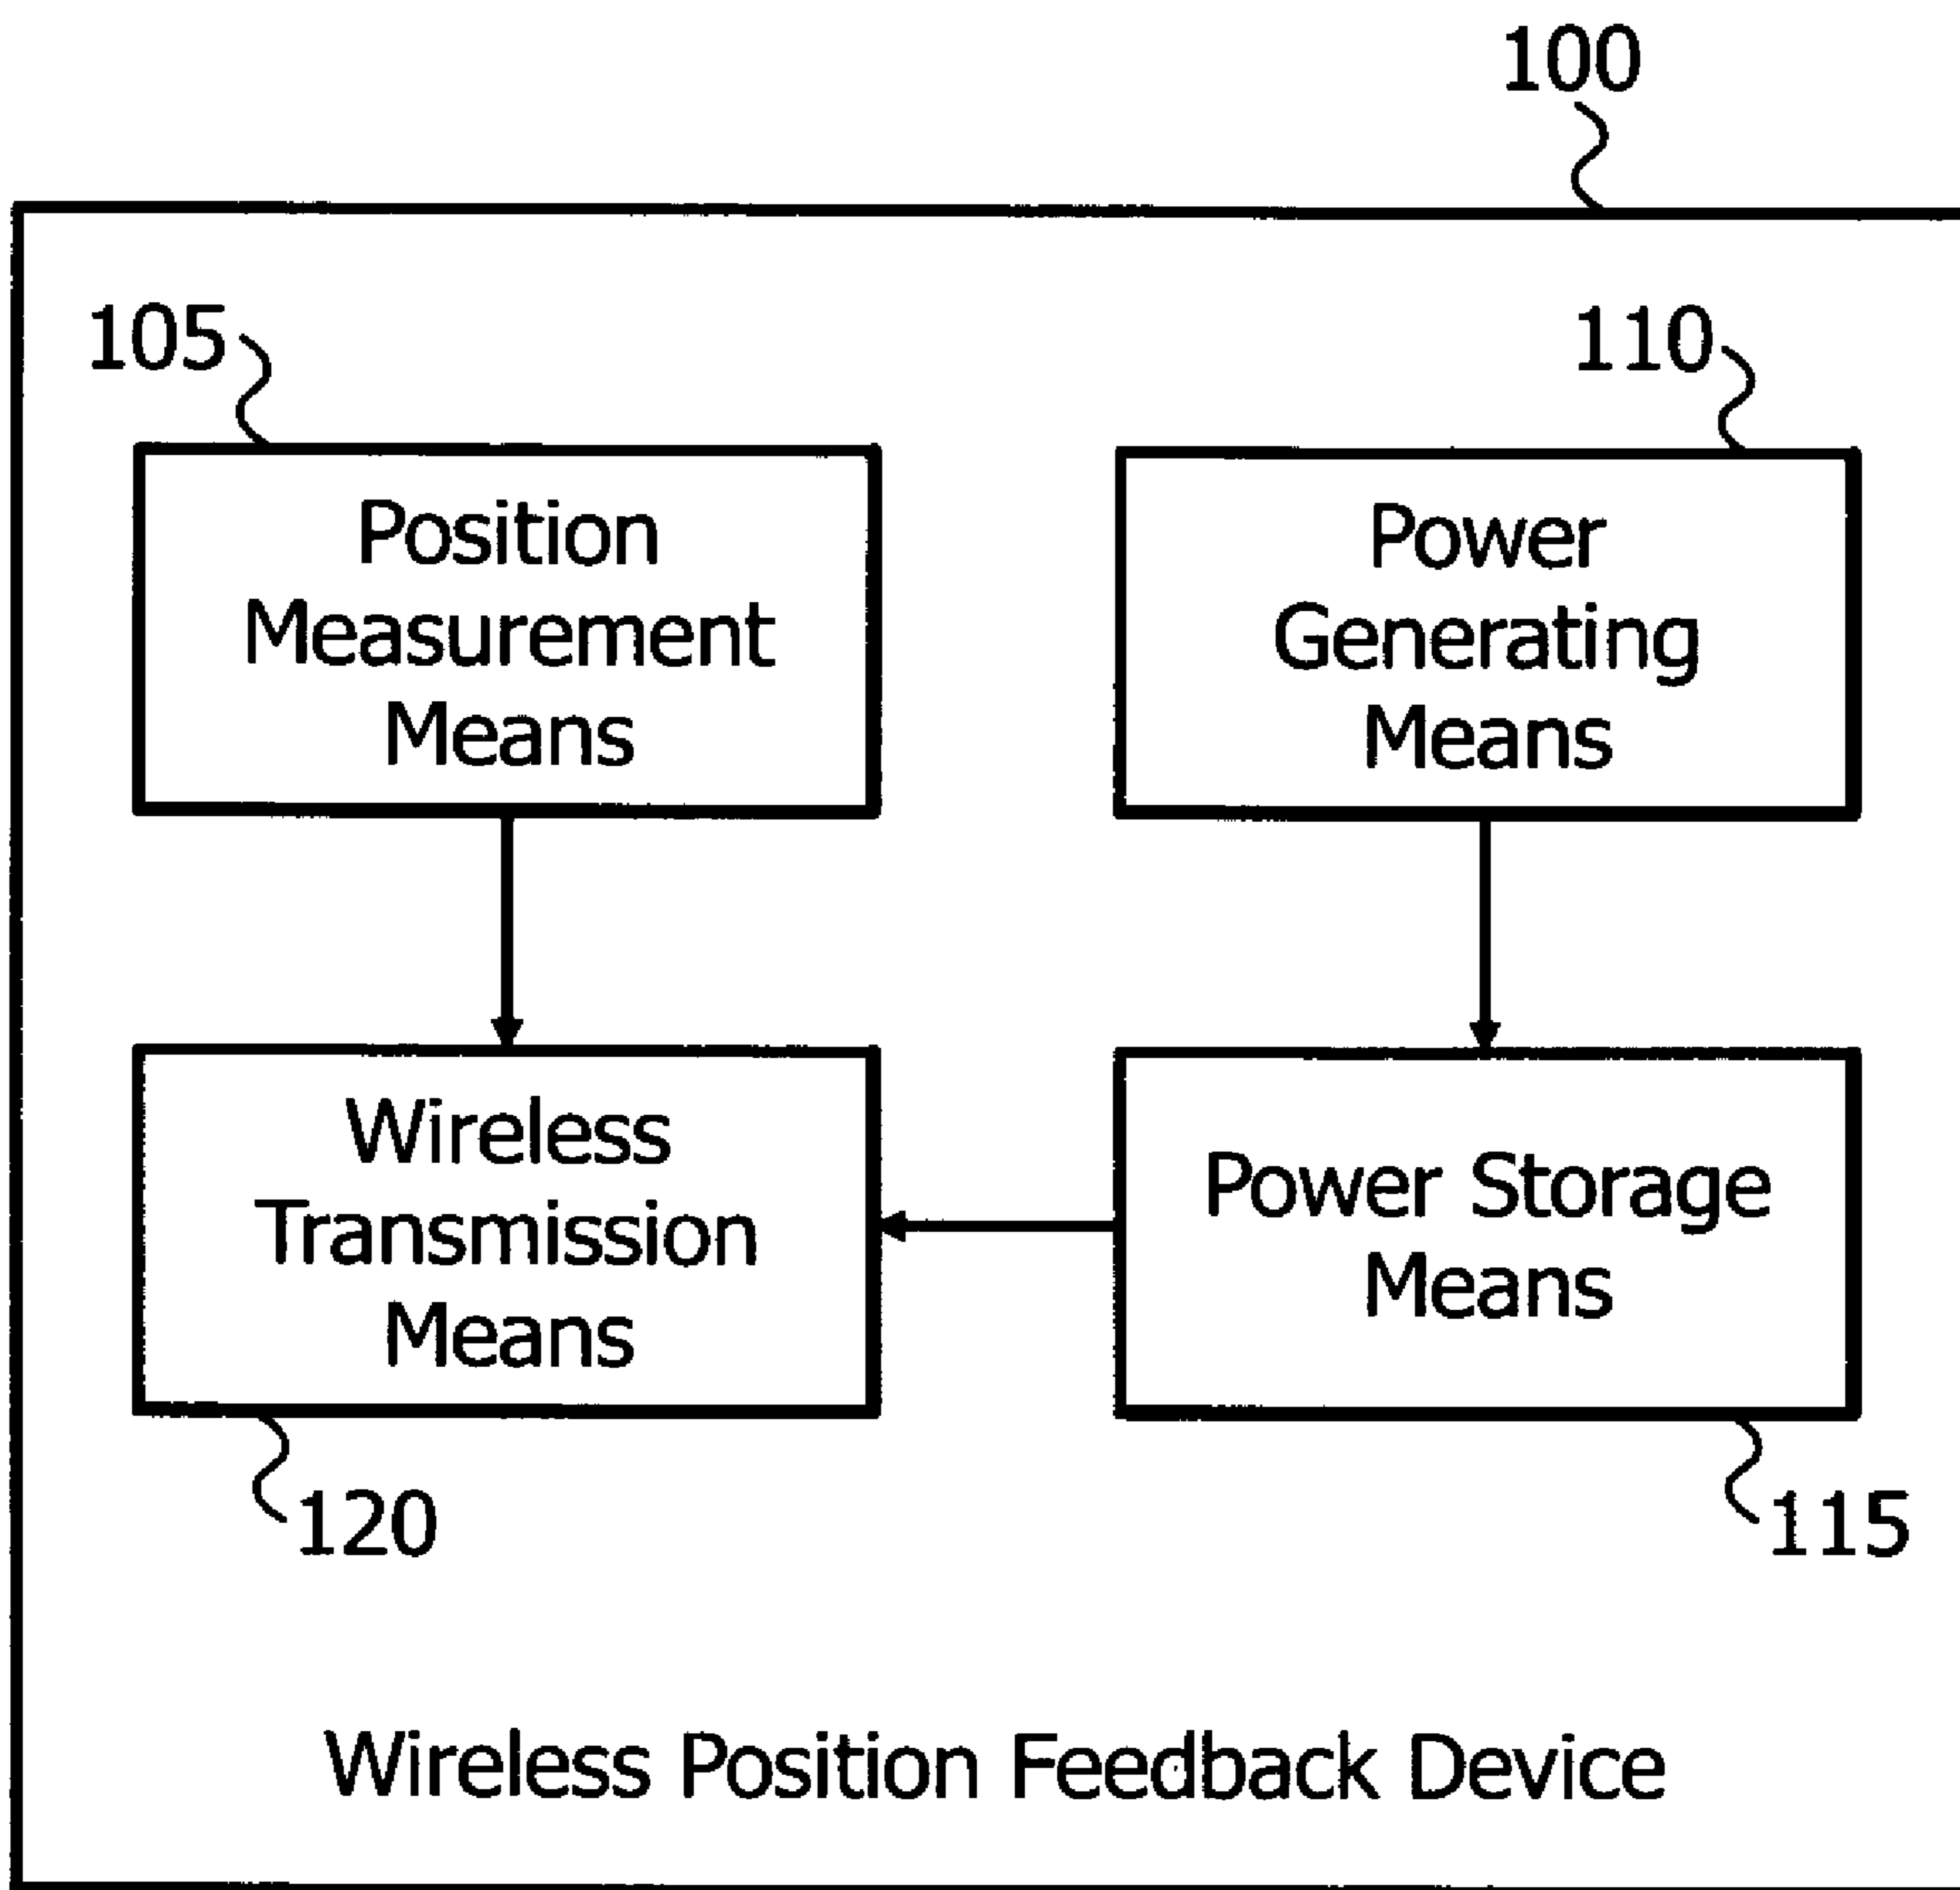 100
105
110
Position
Measurement
Means
Power
Generating
Means
Wireless
Transmission
Means
Power Storage
Means
120
115
Wireless Position Feedback Device